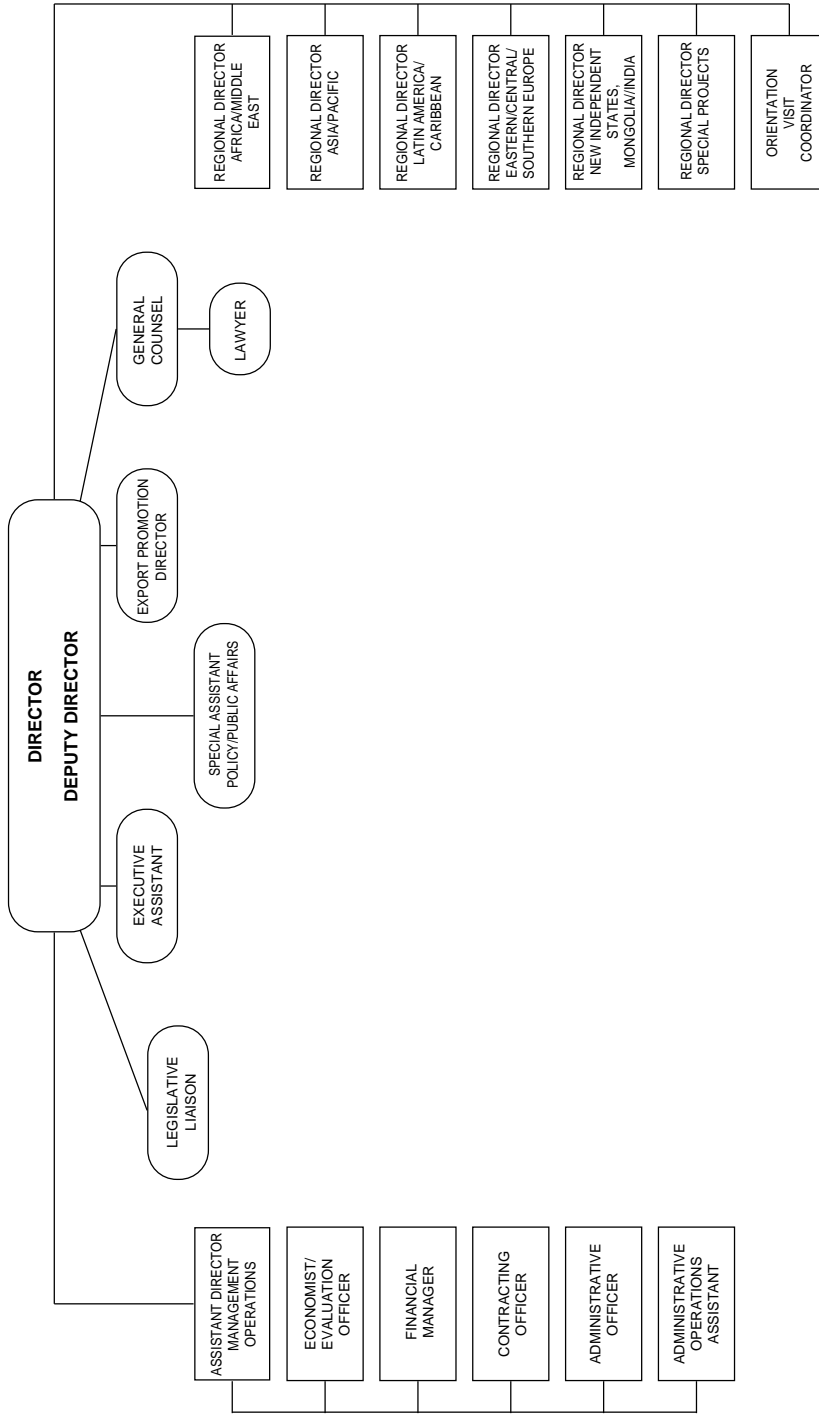 DIRECTOR
DEPUTY DIRECTOR
LEGISLATIVE
LIAISON
EXECUTIVE
ASSISTANT
SPECIAL ASSISTANT
POLICY/PUBLIC AFFAIRS
EXPORT PROMOTION
DIRECTOR
GENERAL
COUNSEL
LAWYER
ASSISTANT DIRECTOR
MANAGEMENT
OPERATIONS
ECONOMIST/
EVALUATION
OFFICER
FINANCIAL
MANAGER
CONTRACTING
OFFICER
ADMINISTRATIVE
OFFICER
ADMINISTRATIVE
OPERATIONS
ASSISTANT
REGIONAL DIRECTOR
AFRICA/MIDDLE
EAST
REGIONAL DIRECTOR
ASIA/PACIFIC
REGIONAL DIRECTOR
LATIN AMERICA/
CARIBBEAN
REGIONAL DIRECTOR
EASTERN/CENTRAL/
SOUTHERN EUROPE
REGIONAL DIRECTOR
NEW INDEPENDENT
STATES,
MONGOLIA//INDIA
REGIONAL DIRECTOR
SPECIAL PROJECTS
ORIENTATION
VISIT
COORDINATOR